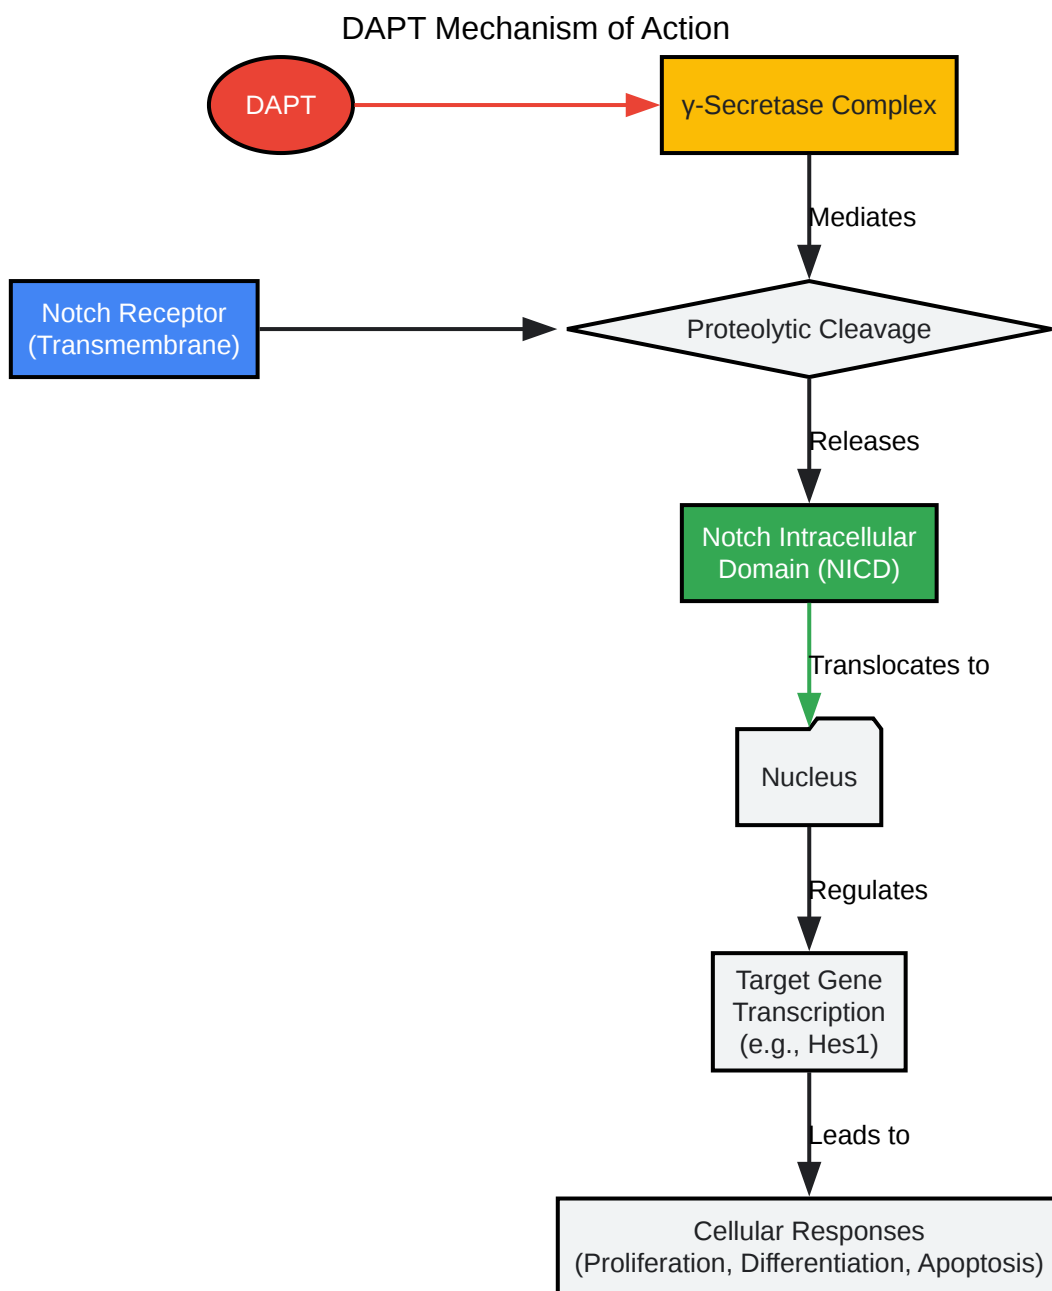 DAPT Mechanism of Action
DAPT
γ-Secretase Complex
Mediates
Notch Receptor
(Transmembrane)
Proteolytic Cleavage
Releases
Notch Intracellular
Domain (NICD)
Translocates to
Nucleus
Regulates
Target Gene
Transcription
(e.g., Hes1)
Leads to
Cellular Responses
(Proliferation, Differentiation, Apoptosis)